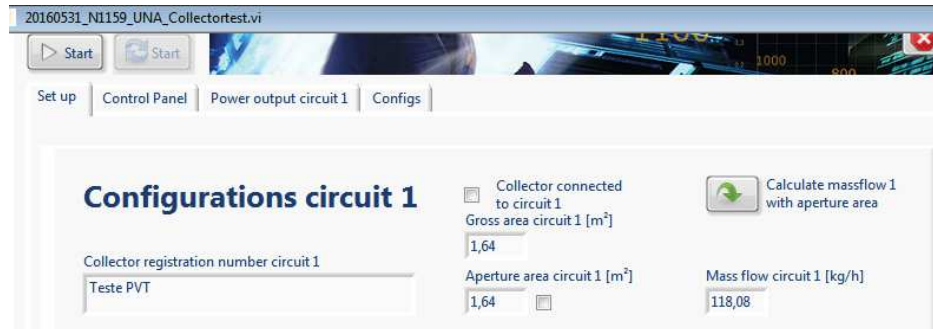 20160531_N1159_UNA_Collectortest.vi
Start
Start
1100
1000
800
Set up
Control Panel
Power output circuit 1
Configs
Configurations circuit 1
Collector connected
to circuit 1
Calculate massflow 1
with aperture area
Gross area circuit 1 [m²]
1,64
Collector registration number circuit 1
Teste PVT
Aperture area circuit 1 [m²]
1,64
Mass flow circuit 1 [kg/h]
118,08